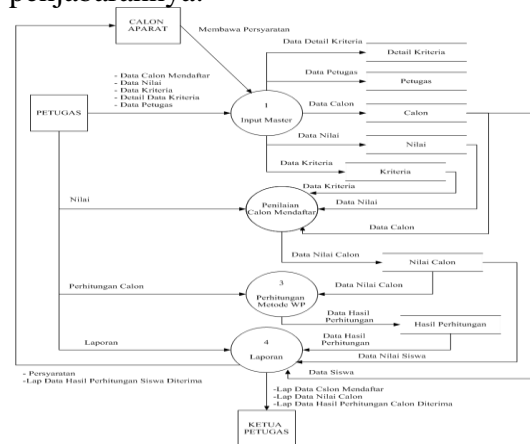 penjabarannya.
CALON
APARAT
Membawa Persyaratan
Data Detail Kriteria
Detail Kriteria
Data Petugas
Petugas
- Data Calon Mendaftar
- Data Nilai
- Data Kriteria
- Detail Data Kriteria
- Data Petugas
PETUGAS
1
Input Master
Data Calon
Calon
Data Nilai
Nilai
Data Kriteria
Kriteria
Data Kriteria
Nilai
Penilaian
Calon Mendaftar
Data Nilai
Data Calon
Data Nilai Calon
Nilai Calon
3
Perhitungan
Metode WP
Perhitungan Calon
Data Nilai Calon
Data Hasil
Perhitungan
Hasil Perhitungan
4
Laporan
Laporan
Data Hasil
Perhitungan
Data Nilai Siswa
Data Siswa
- Persyaratan
-Lap Data Hasil Perhitungan Siswa Diterima
-Lap Data Cslon Mendaftar
-Lap Data Nilai Calon
-Lap Data Hasil Perhitungan Calon Diterima
KETUA
PETUGAS